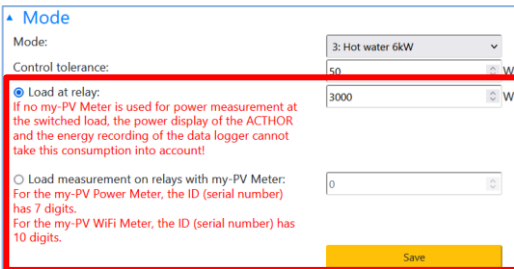 Mode
Mode:
3: Hot water 6kW
Control tolerance:
50
W
Load at relay:
3000
W
If no my-PV Meter is used for power measurement at
the switched load, the power display of the ACTHOR
and the energy recording of the data logger cannot
take this consumption into account!
Load measurement on relays with my-PV Meter:
0
For the my-PV Power Meter, the ID (serial number)
has 7 digits.
For the my-PV WiFi Meter, the ID (serial number) has
10 digits.
Save